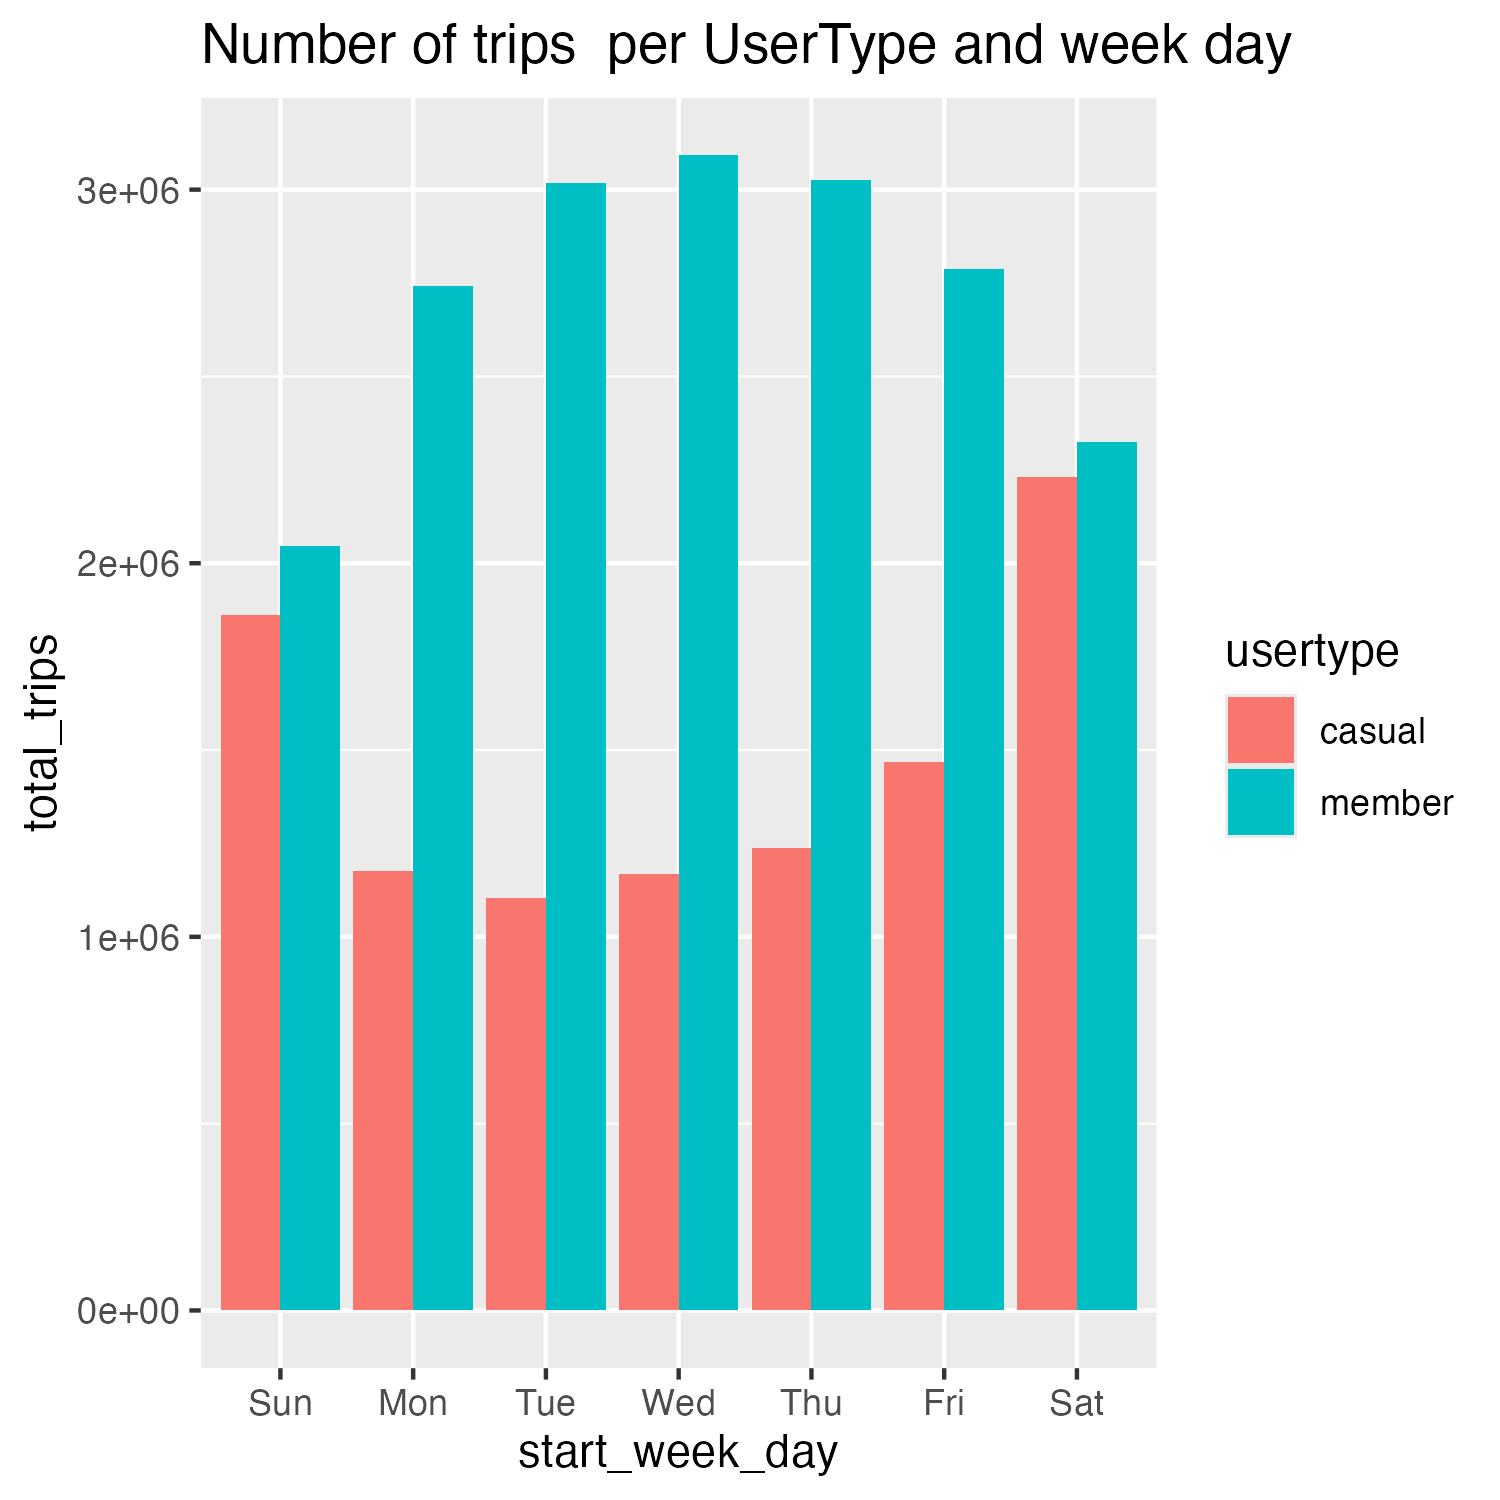 Number of trips  per UserType and week day
total_trips
3e+06
2e+06
1e+06
0e+00
Sun Mon Tue Wed Thu Fri Sat
start_week_day
usertype
casual
member